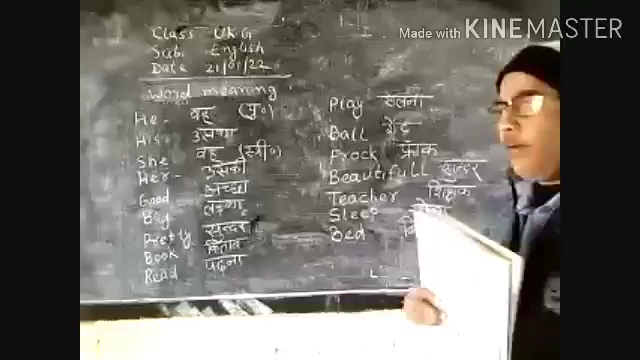 Made with KINEMASTER
Class UKG
Sub: English
Date 21/01/22
Word meaning
He - वह (पु०)
His उसका
She वह (स्त्री०)
Her - उसकी
Good अच्छा
Boy लड़का
Pretty सुन्दर
Book किताब
Read पढ़ना
Play खेलना
Ball गेंद
Frock फ्रॉक
Beautifull सुन्दर
Teacher शिक्षक
Sleep
Bed